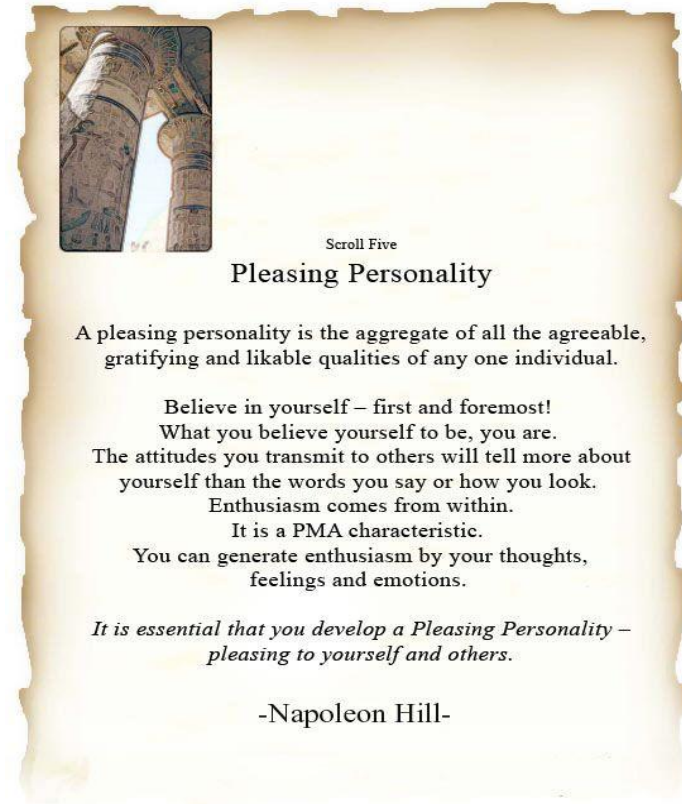 Scroll Five
Pleasing Personality
A pleasing personality is the aggregate of all the agreeable,
gratifying and likable qualities of any one individual.
Believe in yourself – first and foremost!
What you believe yourself to be, you are.
The attitudes you transmit to others will tell more about
yourself than the words you say or how you look.
Enthusiasm comes from within.
It is a PMA characteristic.
You can generate enthusiasm by your thoughts,
feelings and emotions.
It is essential that you develop a Pleasing Personality –
pleasing to yourself and others.
-Napoleon Hill-